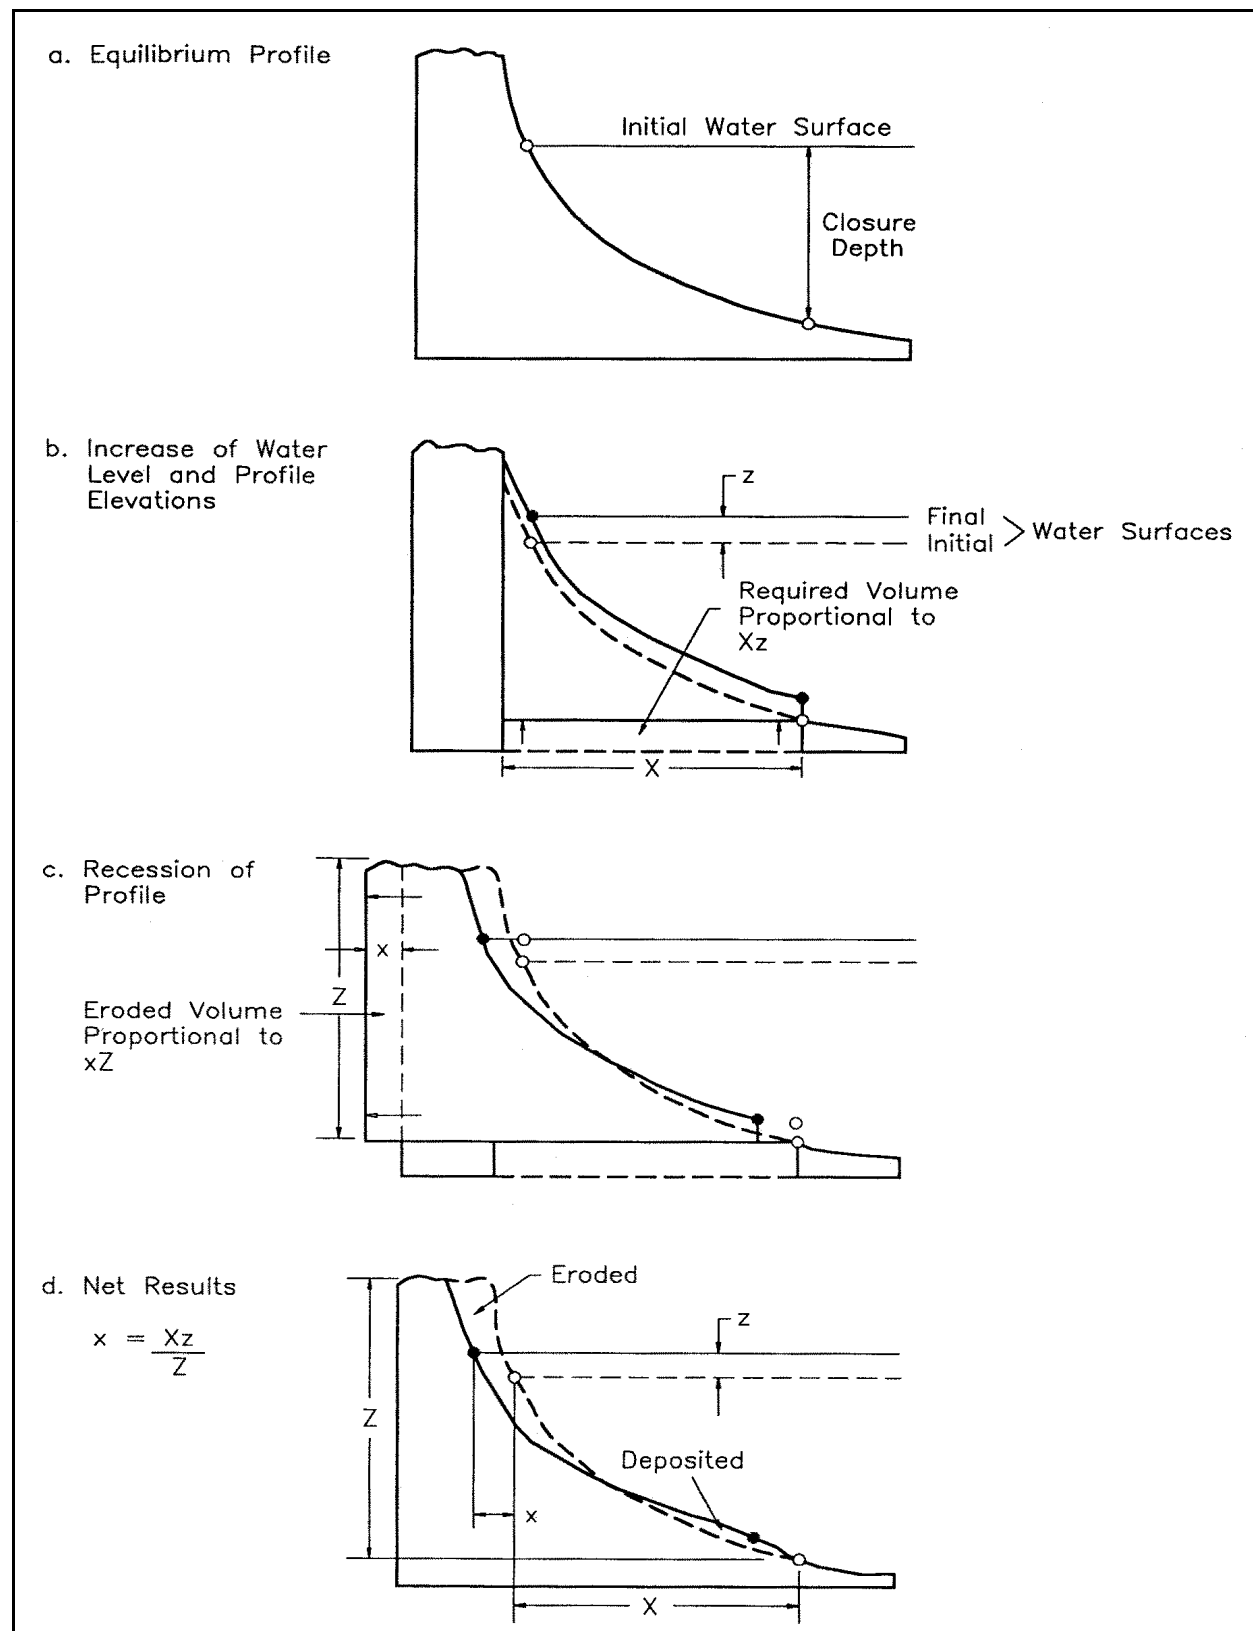 a. Equilibrium Profile
Initial Water Surface
Closure
Depth
b. Increase of Water
Level and Profile
Elevations
z
Final
Initial
Water Surfaces
Required Volume
Proportional to
Xz
X
c. Recession of
Profile
x
Z
Eroded Volume
Proportional to
xZ
d. Net Results
x = Xz
Z
Eroded
z
Z
Deposited
x
X